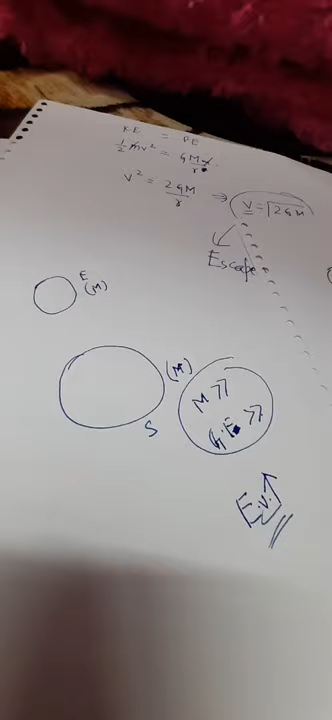 KE = PE
½mv² = GMm/r
v² = 2GM/r ⇒ v = √2GM
Escape
E
(M)
(M)
S
M >>
G.F. >>
E.V.